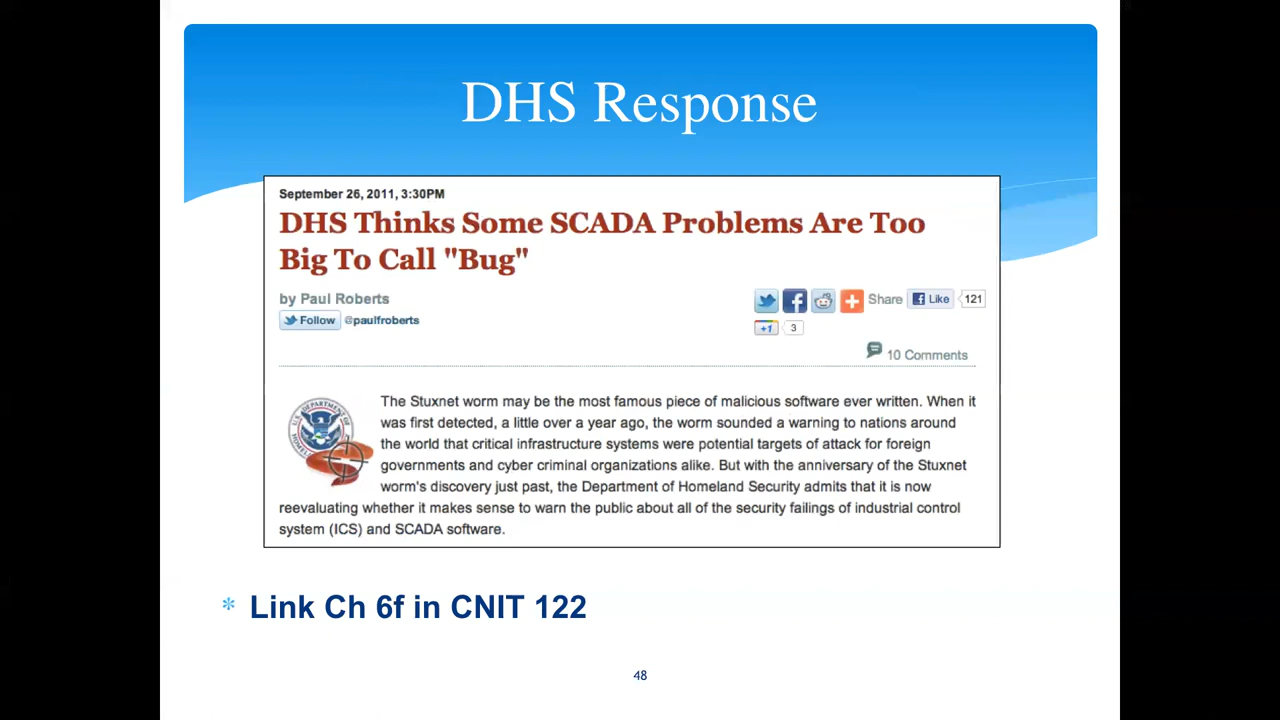 DHS Response
September 26, 2011, 3:30PM
DHS Thinks Some SCADA Problems Are Too
Big To Call "Bug"
by Paul Roberts
Follow @paulfroberts
Share Like 121
+1 3
10 Comments
The Stuxnet worm may be the most famous piece of malicious software ever written. When it
was first detected, a little over a year ago, the worm sounded a warning to nations around
the world that critical infrastructure systems were potential targets of attack for foreign
governments and cyber criminal organizations alike. But with the anniversary of the Stuxnet
worm's discovery just past, the Department of Homeland Security admits that it is now
reevaluating whether it makes sense to warn the public about all of the security failings of industrial control
system (ICS) and SCADA software.
* Link Ch 6f in CNIT 122
48